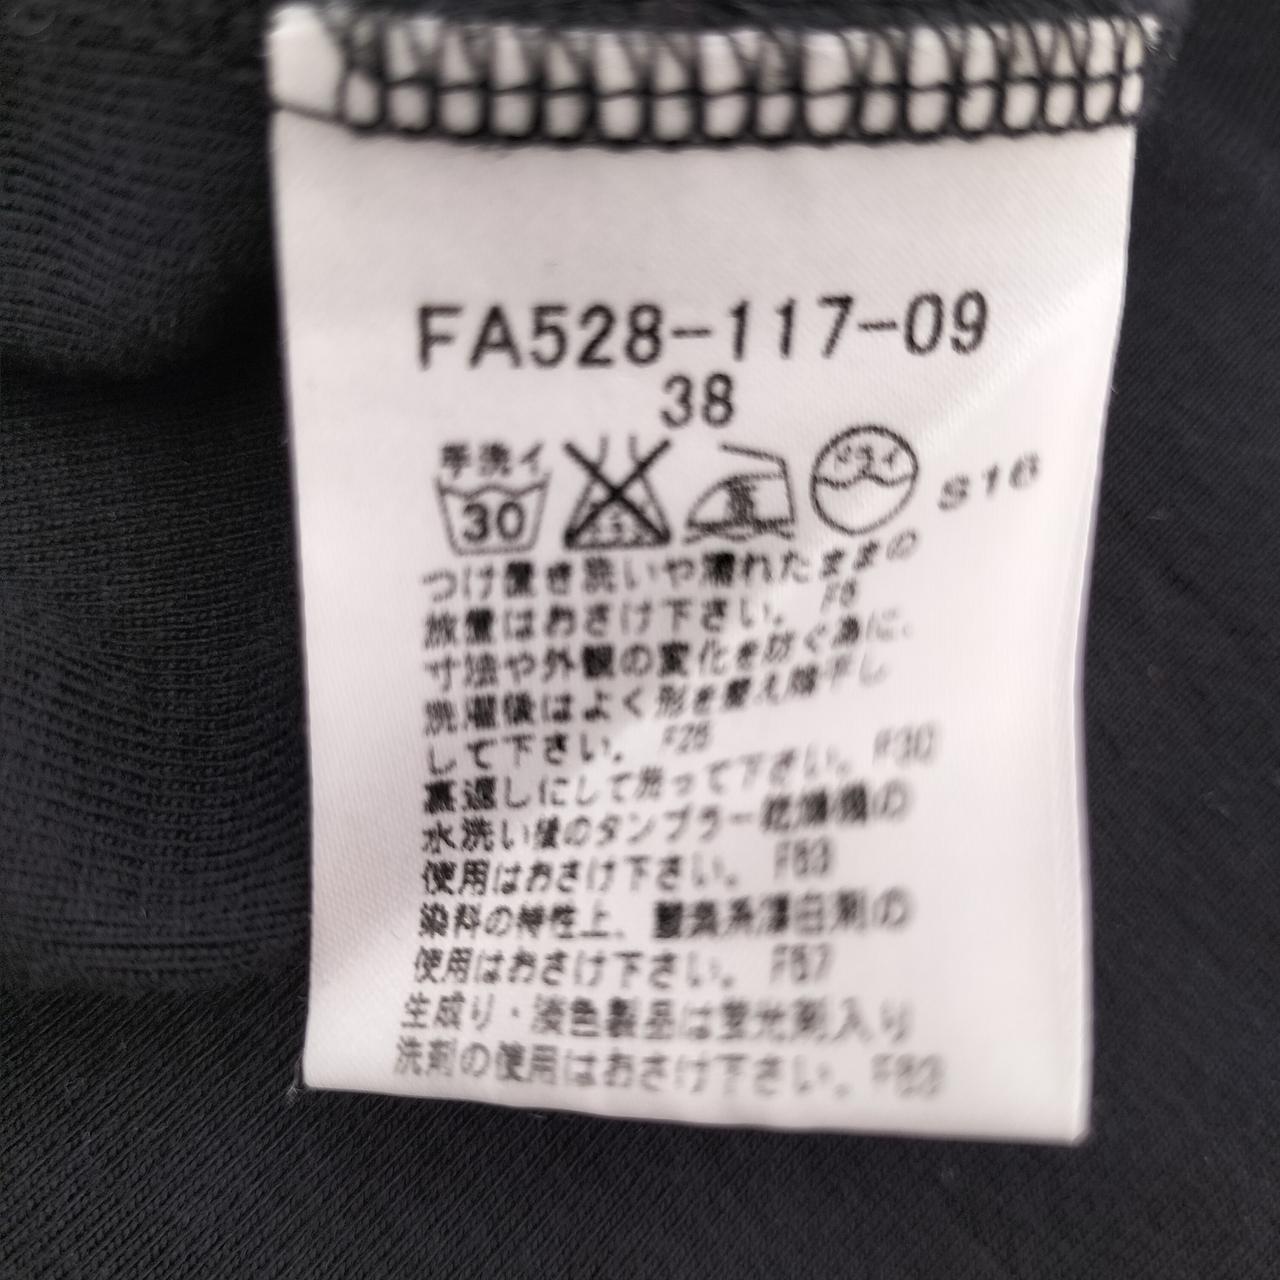 FA528-117-09
38
手洗イ
30
ドライ
S16
つけ置き洗いや濡れたままの
放置はおさけ下さい。 F6
寸法や外観の変化を防ぐ為に、
洗濯後はよく形を整え陰干し
して下さい。 F26
裏返しにして洗って下さい。 F30
水洗い後のタンブラー乾燥機の
使用はおさけ下さい。
染料の特性上、酸素系漂白剤の
使用はおさけ下さい。
生成り・淡色製品は蛍光剤入り
洗剤の使用はおさけ下さい。